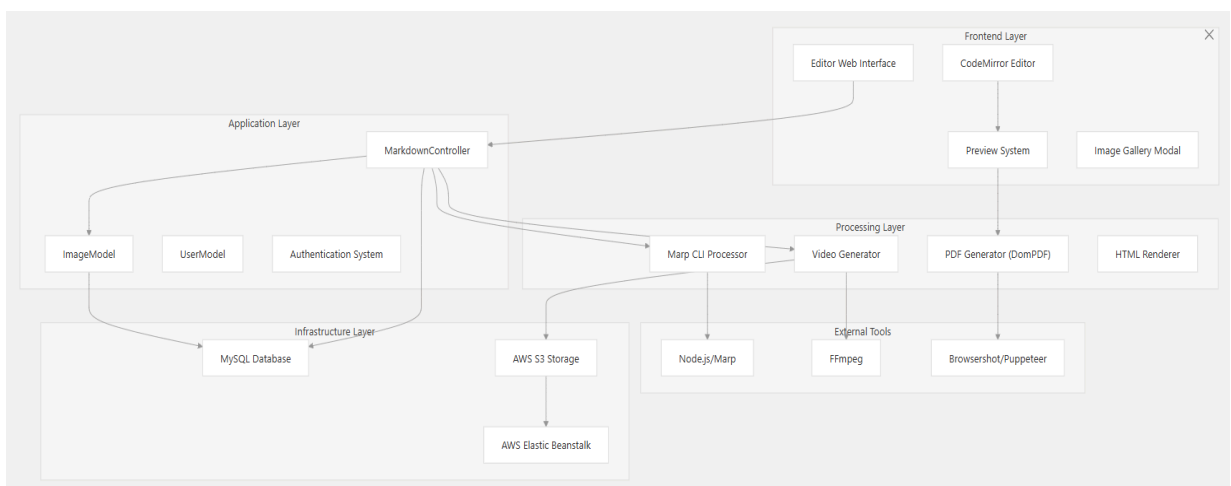 Frontend Layer
Editor Web Interface
CodeMirror Editor
Preview System
Image Gallery Modal
Application Layer
MarkdownController
ImageModel
UserModel
Authentication System
Processing Layer
Marp CLI Processor
Video Generator
PDF Generator (DomPDF)
HTML Renderer
Infrastructure Layer
MySQL Database
AWS S3 Storage
AWS Elastic Beanstalk
External Tools
Node.js/Marp
FFmpeg
Browsershot/Puppeteer